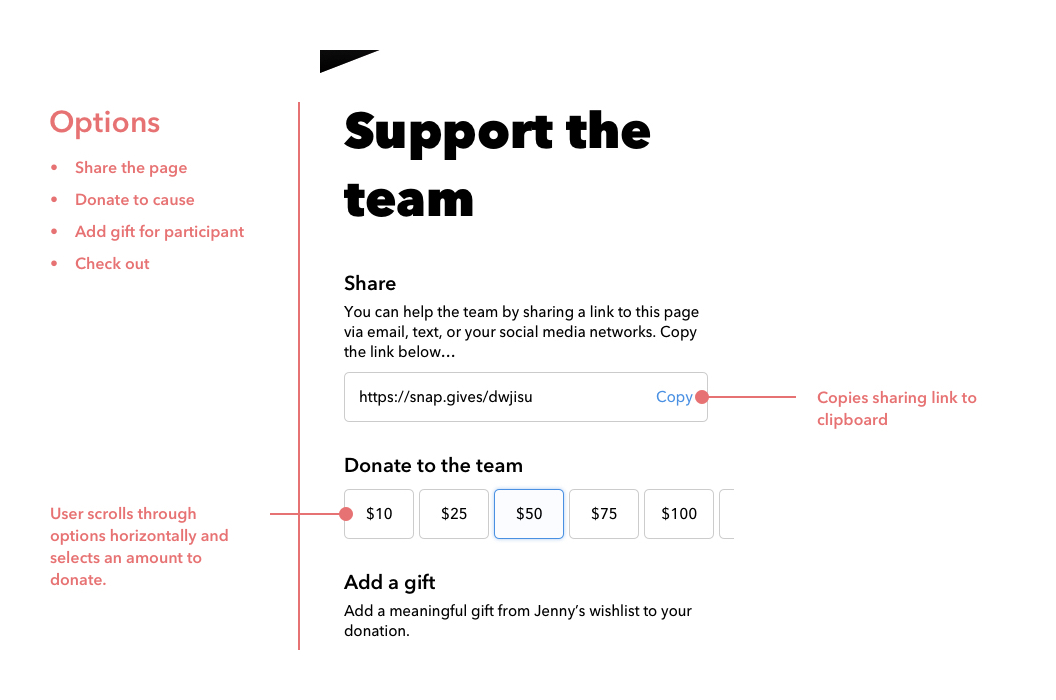 Options
• Share the page
• Donate to cause
• Add gift for participant
• Check out
Support the
team
Share
You can help the team by sharing a link to this page
via email, text, or your social media networks. Copy
the link below...
https://snap.gives/dwjisu Copy
Copies sharing link to
clipboard
Donate to the team
$10 $25 $50 $75 $100
User scrolls through
options horizontally and
selects an amount to
donate.
Add a gift
Add a meaningful gift from Jenny’s wishlist to your
donation.